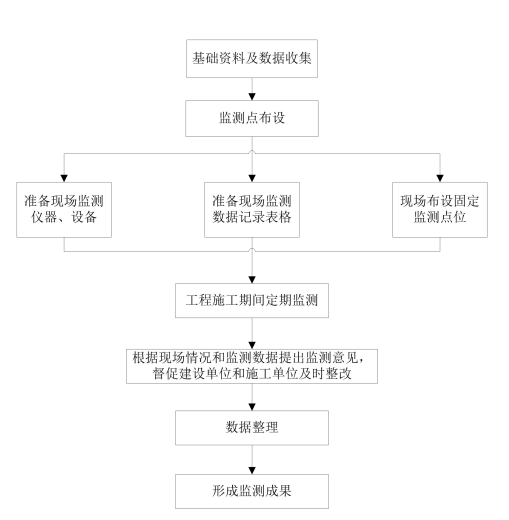 基础资料及数据收集
监测点布设
准备现场监测
仪器、设备
准备现场监测
数据记录表格
现场布设固定
监测点位
工程施工期间定期监测
根据现场情况和监测数据提出监测意见，
督促建设单位和施工单位及时整改
数据整理
形成监测成果